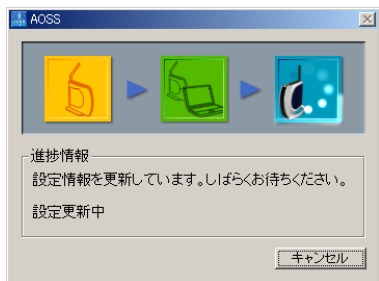 AOSS
進捗情報
設定情報を更新しています。しばらくお待ちください。
設定更新中
キャンセル